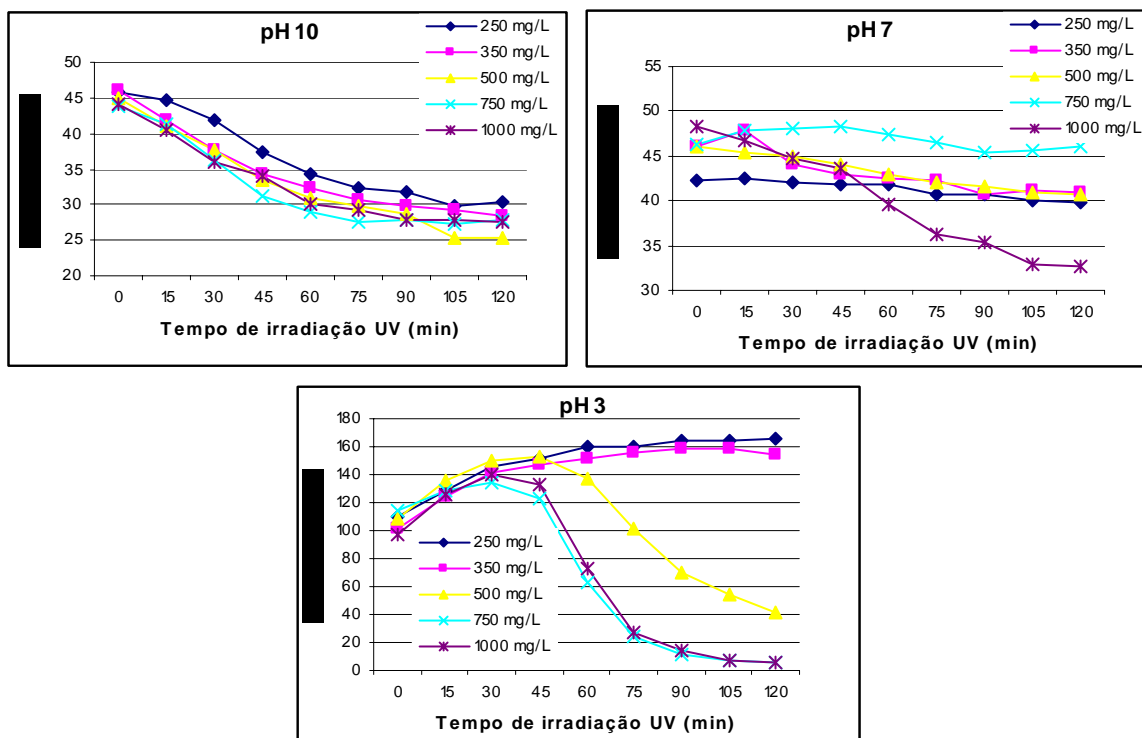 pH 10
250 mg/L
350 mg/L
500 mg/L
750 mg/L
1000 mg/L
50
45
40
35
30
25
20
0 15 30 45 60 75 90 105 120
Tempo de irradiação UV (min)
pH 7
250 mg/L
350 mg/L
500 mg/L
750 mg/L
1000 mg/L
55
50
45
40
35
30
0 15 30 45 60 75 90 105 120
Tempo de irradiação UV (min)
pH 3
180
160
140
120
100
80
60
40
20
0
250 mg/L
350 mg/L
500 mg/L
750 mg/L
1000 mg/L
0 15 30 45 60 75 90 105 120
Tempo de irradiação UV (min)